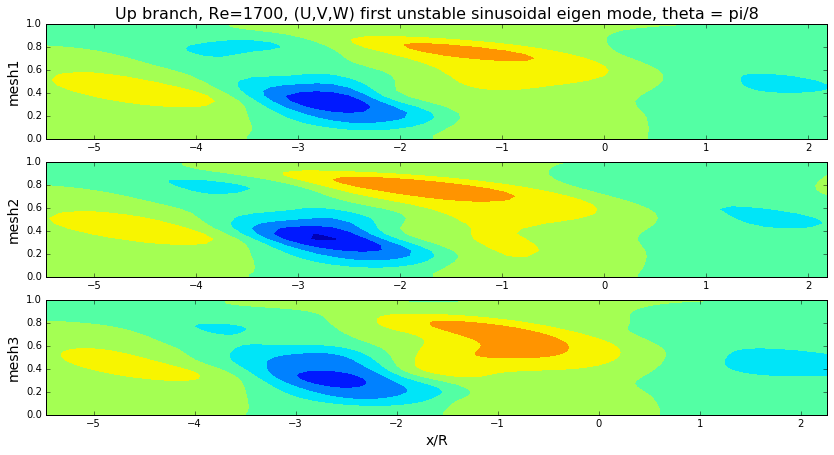 Up branch, Re=1700, (U,V,W) first unstable sinusoidal eigen mode, theta = pi/8
mesh1
1.0
0.8
0.6
0.4
0.2
0.0
−5 −4 −3 −2 −1 0 1 2
mesh2
1.0
0.8
0.6
0.4
0.2
0.0
−5 −4 −3 −2 −1 0 1 2
mesh3
1.0
0.8
0.6
0.4
0.2
0.0
−5 −4 −3 −2 −1 0 1 2
x/R